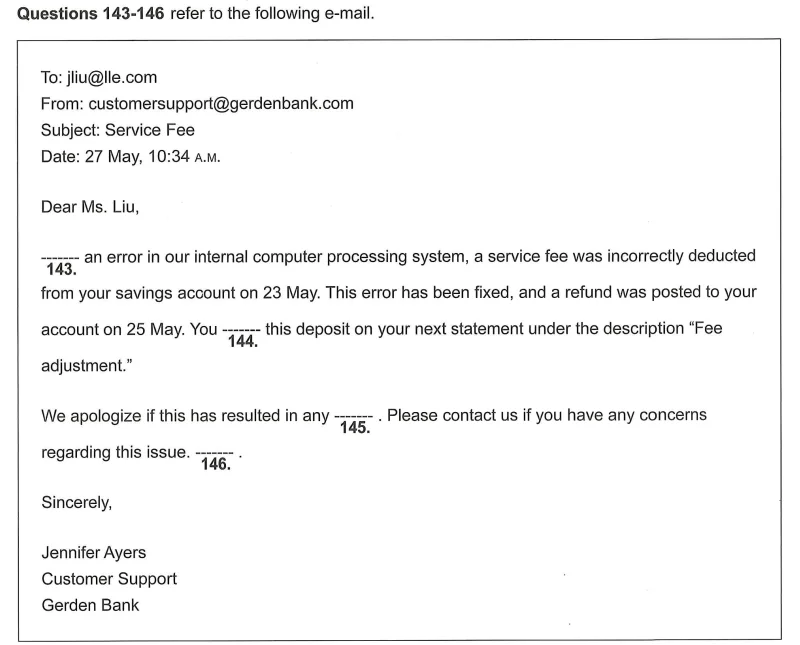 Questions 143-146 refer to the following e-mail.
To: jliu@lle.com
From: customersupport@gerdenbank.com
Subject: Service Fee
Date: 27 May, 10:34 A.M.
Dear Ms. Liu,
------- an error in our internal computer processing system, a service fee was incorrectly deducted
143.
from your savings account on 23 May. This error has been fixed, and a refund was posted to your
account on 25 May. You ------- this deposit on your next statement under the description “Fee
144.
adjustment.”
We apologize if this has resulted in any ------- . Please contact us if you have any concerns
145.
regarding this issue. ------- .
146.
Sincerely,
Jennifer Ayers
Customer Support
Gerden Bank